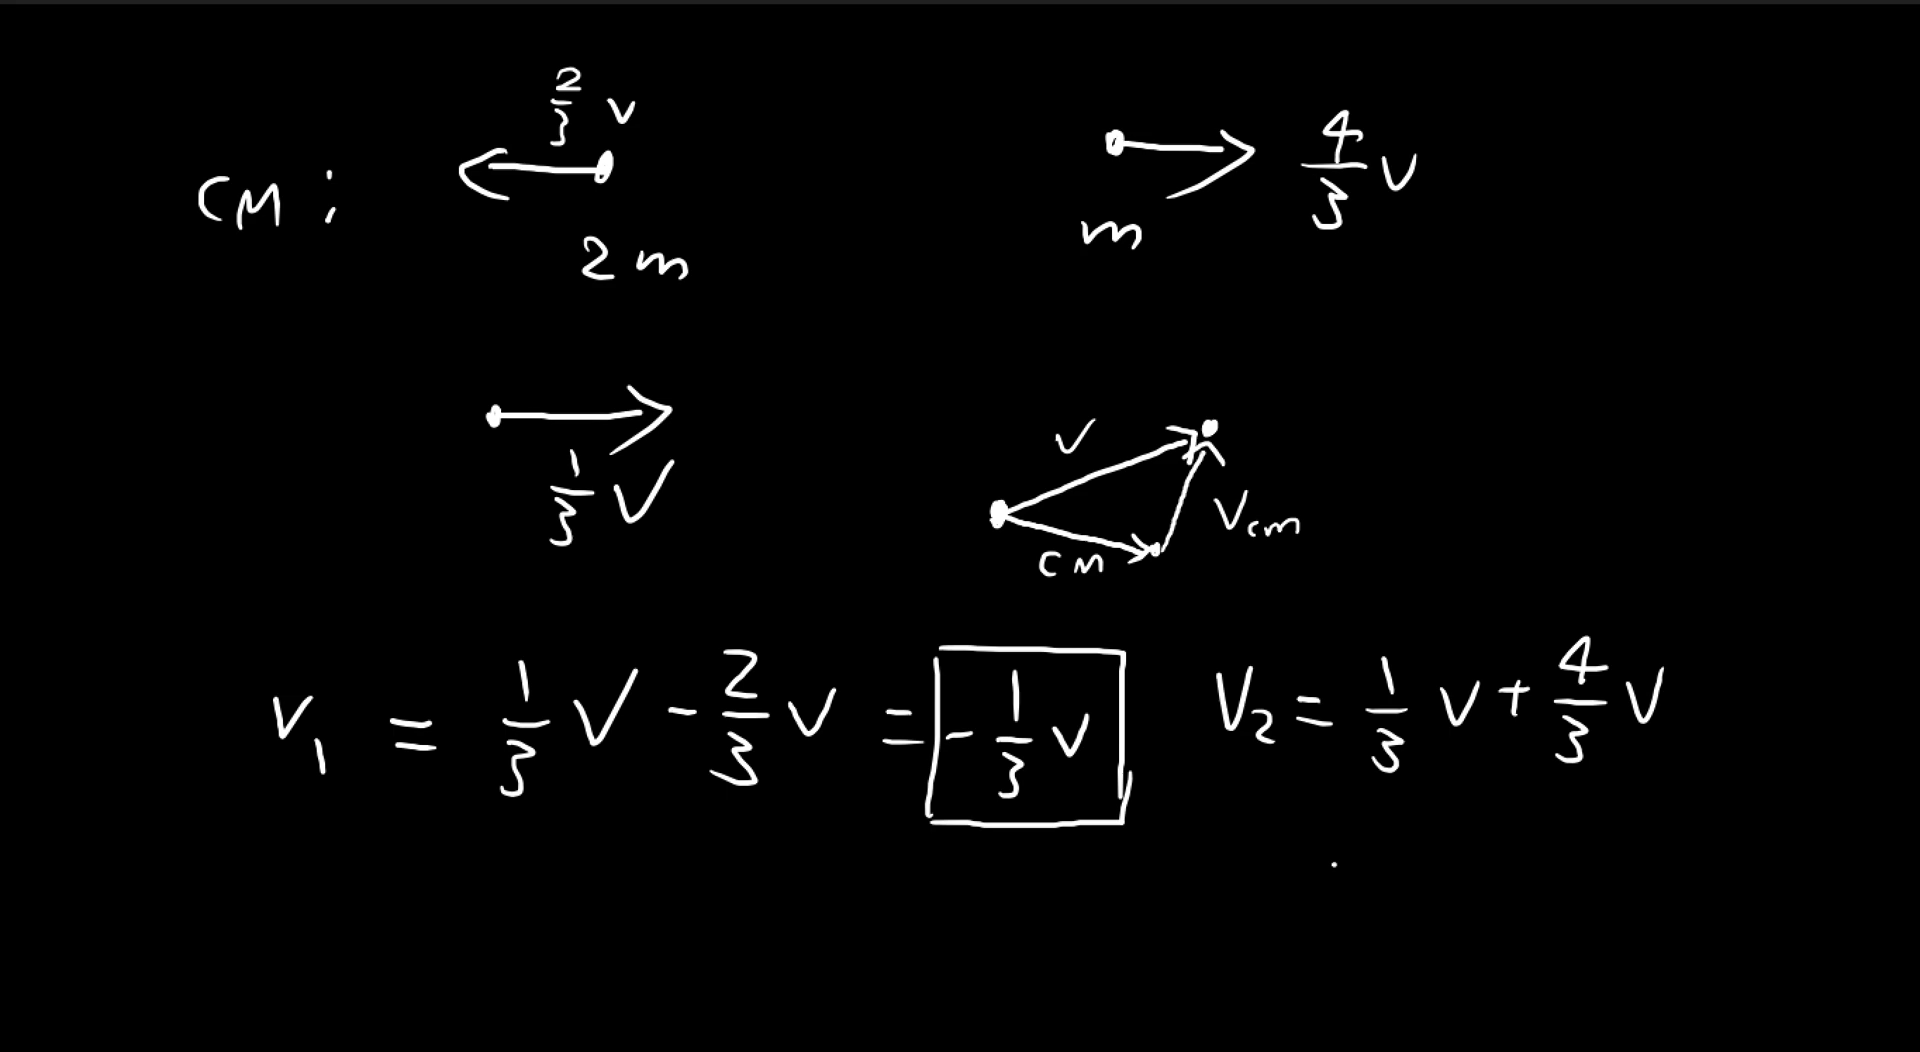 CM: 2/3 v 4/3 v
2m m
1/3 v v
cm v_cm
v_1 = 1/3 v - 2/3 v = -1/3 v v_2 = 1/3 v + 4/3 v